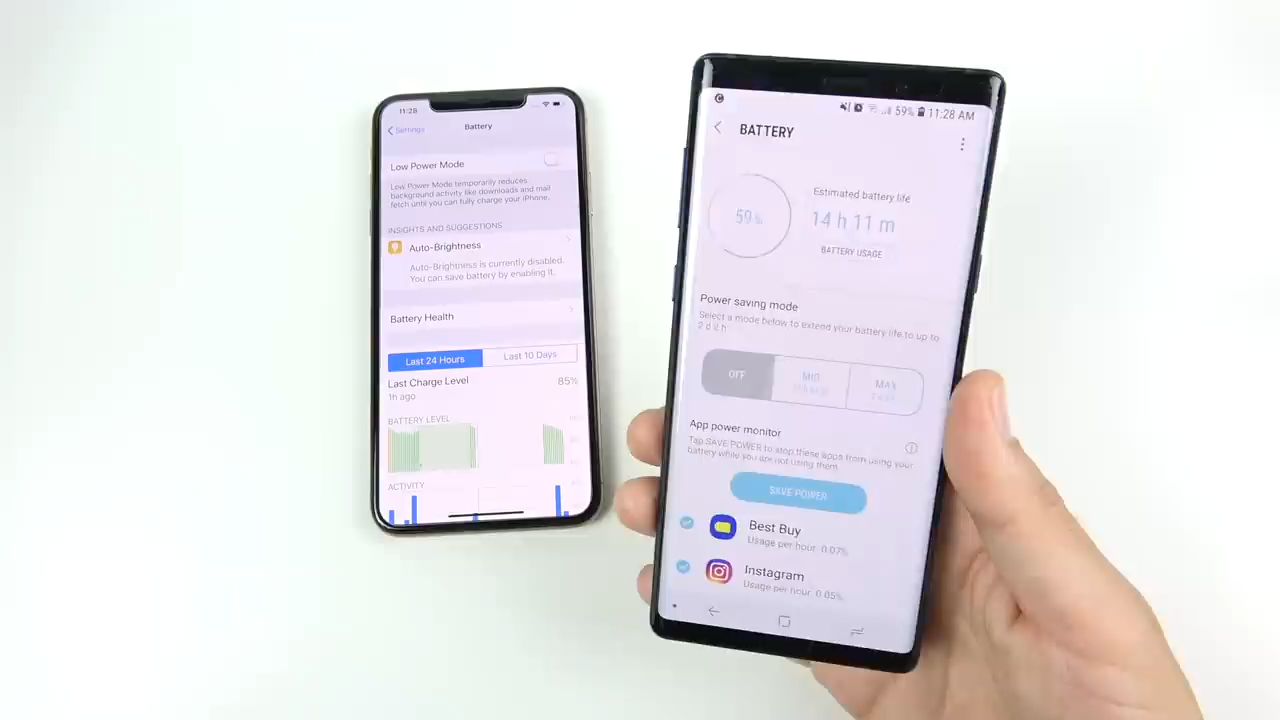 11:28
Settings
Battery
Low Power Mode
Low Power Mode temporarily reduces
background activity like downloads and mail
fetch until you can fully charge your iPhone.
INSIGHTS AND SUGGESTIONS
Auto-Brightness
Auto-Brightness is currently disabled.
You can save battery by enabling it.
Battery Health
Last 24 Hours
Last 10 Days
Last Charge Level
85%
1h ago
BATTERY LEVEL
ACTIVITY
59% 11:28 AM
BATTERY
59%
Estimated battery life
14 h 11 m
BATTERY USAGE
Power saving mode
Select a mode below to extend your battery life to up to
2 d 2 h
OFF
MID
MAX
App power monitor
Tap SAVE POWER to stop these apps from using your
battery while you are not using them.
SAVE POWER
Best Buy
Usage per hour: 0.07%
Instagram
Usage per hour: 0.05%